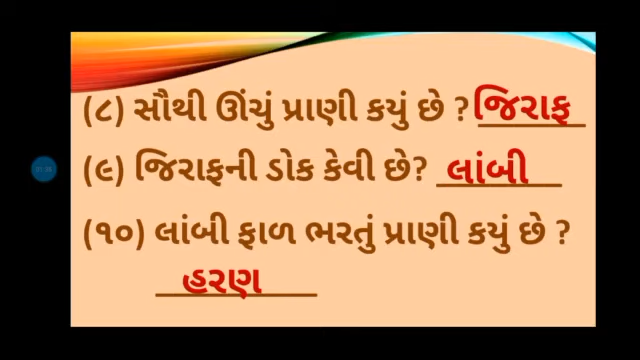 (૮) સૌથી ઊંચું પ્રાણી કયું છે ? જિરાફ
(૯) જિરાફની ડોક કેવી છે? લાંબી
(૧૦) લાંબી ફાળ ભરતું પ્રાણી કયું છે ?
હરણ